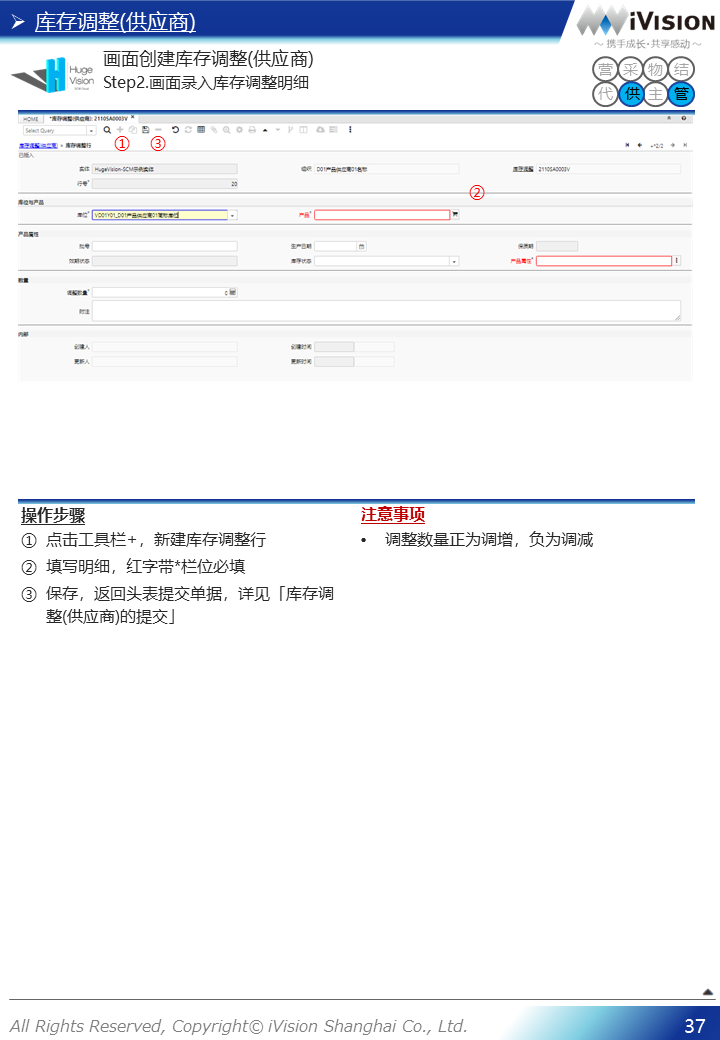 库存调整(供应商)
iVISION
～ 携手成长·共享感动 ～
Huge
Vision
画面创建库存调整(供应商)
Step2.画面录入库存调整明细
营 采 物 结
代 供 主 管
HOME *库存调整(供应商): 2110SA0003V ×
Select Query
① ③
库存调整(供应商) » 库存调整行 +*2/2
已插入
实体 HugeVision-SCM示例实体 组织 D01产品供应商01名称 库存调整 2110SA0003V
行号* 20
②
库位与产品
库位* VD01Y01_D01产品供应商01简称库位 产品*
产品属性
批号 生产日期 保质期
效期状态 库存状态 产品属性*
数量
调整数量*
附注
内部
创建人 创建时间
更新人 更新时间
操作步骤
① 点击工具栏+，新建库存调整行
② 填写明细，红字带*栏位必填
③ 保存，返回头表提交单据，详见「库存调
整(供应商)的提交」
注意事项
• 调整数量正为调增，负为调减
All Rights Reserved, Copyright© iVision Shanghai Co., Ltd.
37